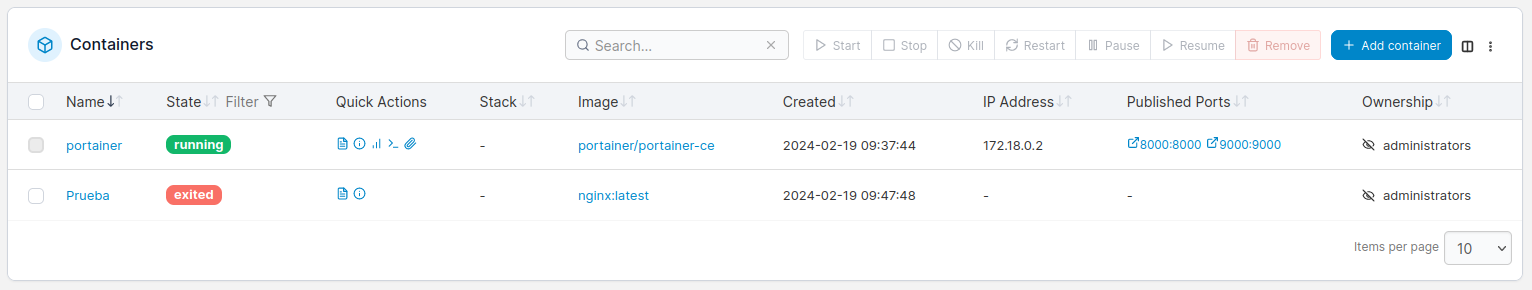 Containers Search... Start Stop Kill Restart Pause Resume Remove Add container
Name State Filter Quick Actions Stack Image Created IP Address Published Ports Ownership
portainer running - portainer/portainer-ce 2024-02-19 09:37:44 172.18.0.2 8000:8000 9000:9000 administrators
Prueba exited - nginx:latest 2024-02-19 09:47:48 - - administrators
Items per page 10